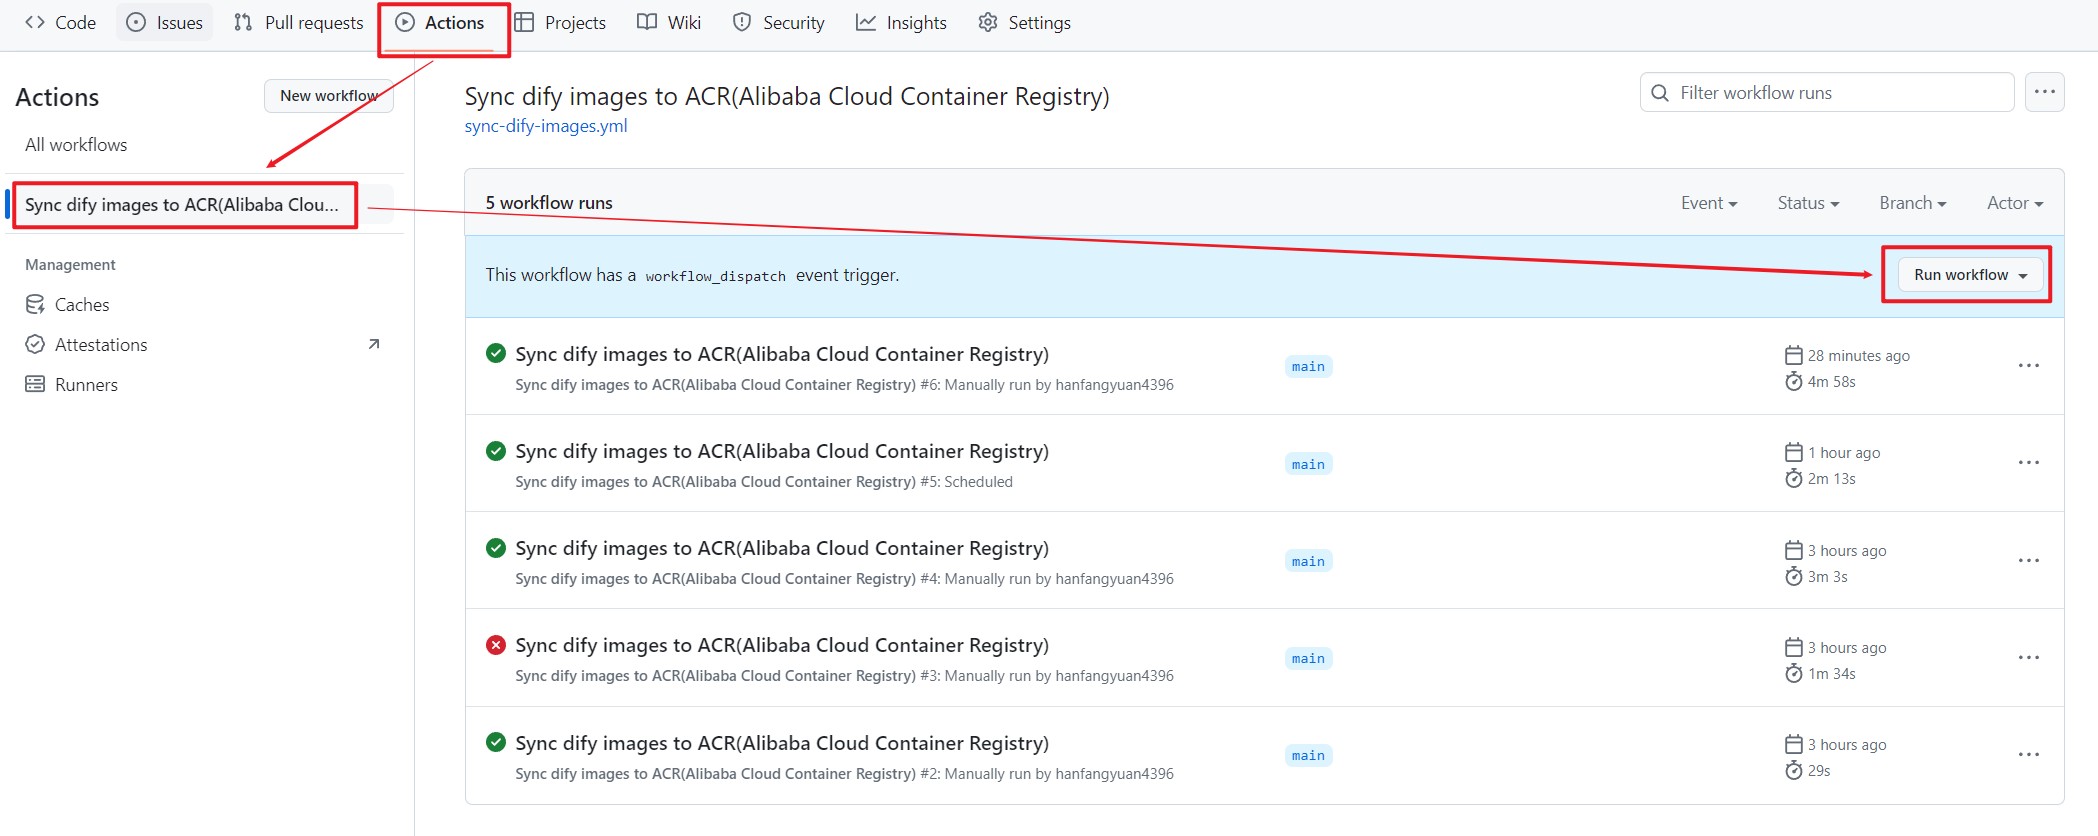 Code Issues Pull requests Actions Projects Wiki Security Insights Settings
Actions
New workflow
All workflows
Sync dify images to ACR(Alibaba Clou...
Management
Caches
Attestations
Runners
Sync dify images to ACR(Alibaba Cloud Container Registry)
sync-dify-images.yml
Filter workflow runs
5 workflow runs
Event Status Branch Actor
This workflow has a workflow_dispatch event trigger.
Run workflow
Sync dify images to ACR(Alibaba Cloud Container Registry)
Sync dify images to ACR(Alibaba Cloud Container Registry) #6: Manually run by hanfangyuan4396
main
28 minutes ago
4m 58s
Sync dify images to ACR(Alibaba Cloud Container Registry)
Sync dify images to ACR(Alibaba Cloud Container Registry) #5: Scheduled
main
1 hour ago
2m 13s
Sync dify images to ACR(Alibaba Cloud Container Registry)
Sync dify images to ACR(Alibaba Cloud Container Registry) #4: Manually run by hanfangyuan4396
main
3 hours ago
3m 3s
Sync dify images to ACR(Alibaba Cloud Container Registry)
Sync dify images to ACR(Alibaba Cloud Container Registry) #3: Manually run by hanfangyuan4396
main
3 hours ago
1m 34s
Sync dify images to ACR(Alibaba Cloud Container Registry)
Sync dify images to ACR(Alibaba Cloud Container Registry) #2: Manually run by hanfangyuan4396
main
3 hours ago
29s